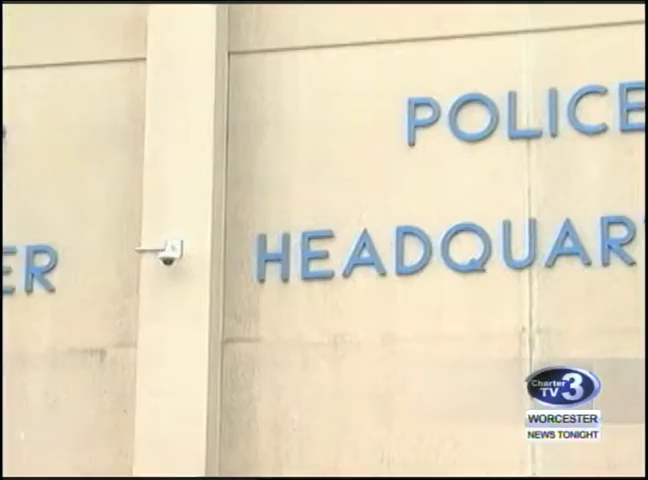 POLICE
ER HEADQUAR
Charter
TV 3
WORCESTER
NEWS TONIGHT